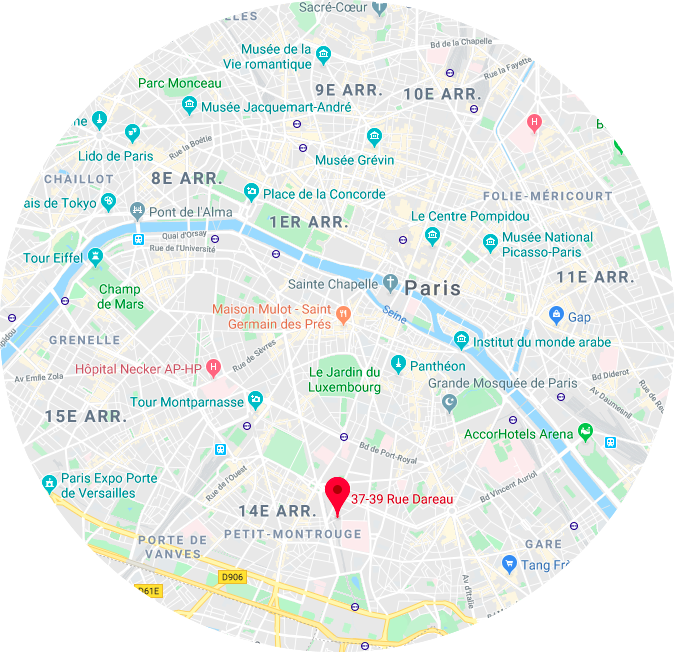 LLES
Sacré-Cœur
Bd de la Chapelle
Musée de la
Vie romantique
Rue la Fayette
Parc Monceau
9E ARR.
10E ARR.
Musée Jacquemart-André
ne
H
B
Rue la Boétie
Lido de Paris
Musée Grévin
CHAILLOT
8E ARR.
Place de la Concorde
FOLIE-MÉRICOURT
ais de Tokyo
Pont de l'Alma
1ER ARR.
Le Centre Pompidou
Quai d'Orsay
Rue de l'Université
Musée National
Picasso-Paris
Tour Eiffel
11E ARR.
Sainte Chapelle
Paris
Champ
de Mars
Maison Mulot - Saint
Germain des Prés
Seine
Gap
pidou
GRENELLE
Institut du monde arabe
Rue de Sèvres
Av Emile Zola
Hôpital Necker AP-HP
H
Le Jardin du
Luxembourg
Panthéon
Bd Diderot
Grande Mosquée de Paris
Rue de Re
Av Daumesnil
Tour Montparnasse
15E ARR.
AccorHotels Arena
Bd de Port-Royal
Paris Expo Porte
de Versailles
Rue de l'Ouest
Bd Vincent Auriol
37-39 Rue Dareau
14E ARR.
PETIT-MONTROUGE
PORTE DE
VANVES
GARE
Tang Frè
D906
Av d'Italie
D61E